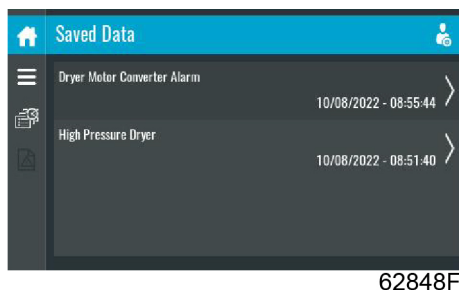 Saved Data
Dryer Motor Converter Alarm
10/08/2022 - 08:55:44
High Pressure Dryer
10/08/2022 - 08:51:40
62848F